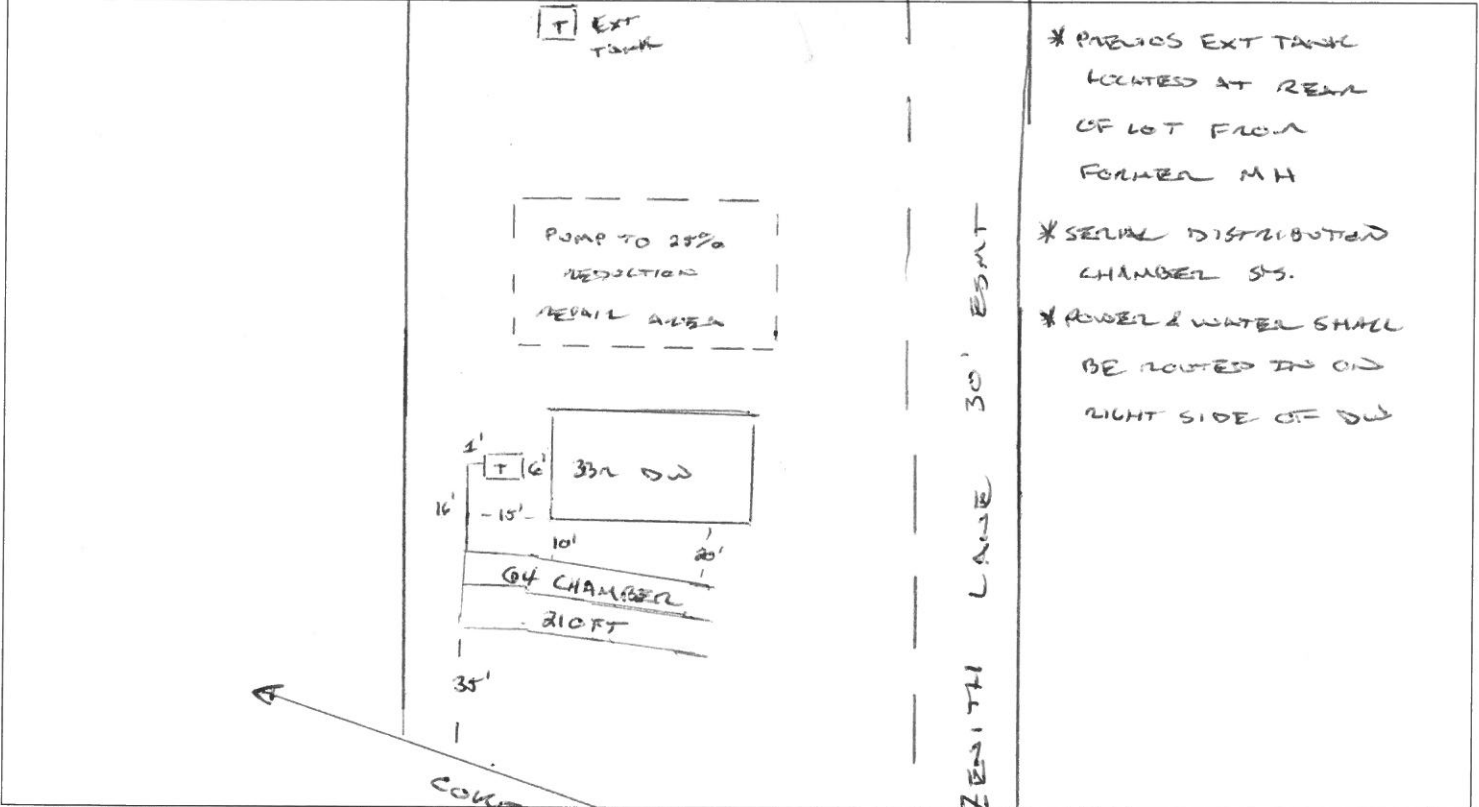 T EXT
TANK
PUMP TO 25%
REDUCTION
REPAIR AREA
1'
T 6'
3BR DW
16'
-15'-
10'
20'
64 CHAMBER
210 FT
35'
ZENITH LANE 30' ESMT
* EXT TANK
LOCATED AT REAR
OF LOT FROM
FORMER MH
* SERIAL DISTRIBUTION
CHAMBER SYS.
* POWER & WATER SHALL
BE ROUTED IN ON
RIGHT SIDE OF DW